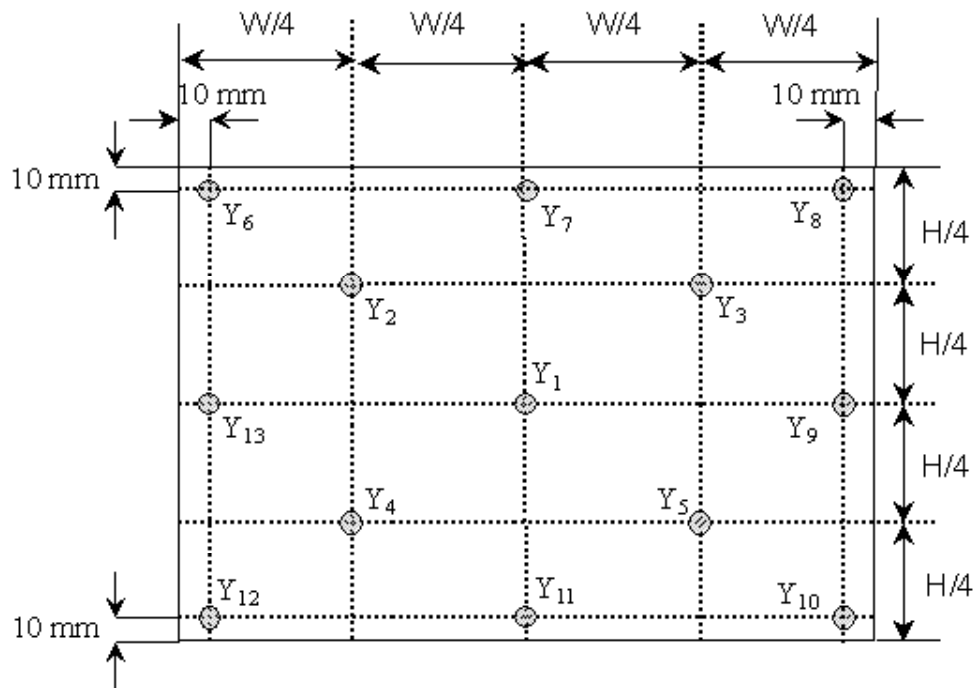 W/4 W/4 W/4 W/4
10 mm 10 mm
10 mm
Y₆ Y₇ Y₈
H/4
Y₂ Y₃
H/4
Y₁
Y₁₃ Y₉
H/4
Y₄ Y₅
H/4
Y₁₂ Y₁₁ Y₁₀
10 mm